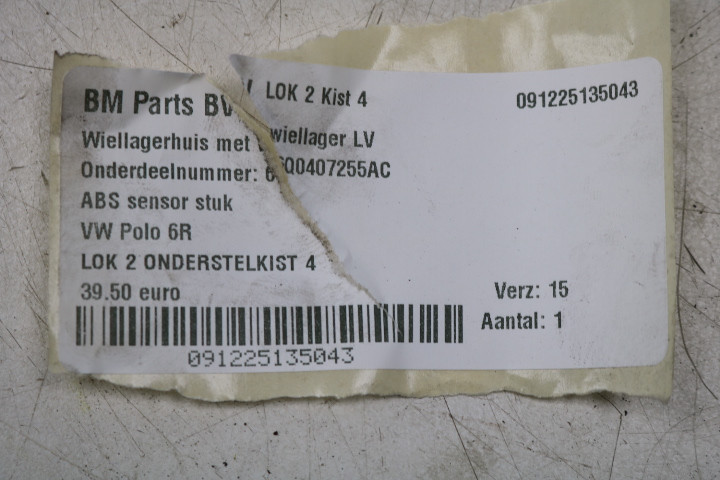 BM Parts BV LOK 2 Kist 4 091225135043
Wiellagerhuis met wiellager LV
Onderdeelnummer: 6Q0407255AC
ABS sensor stuk
VW Polo 6R
LOK 2 ONDERSTELKIST 4
39.50 euro Verz: 15
Aantal: 1
091225135043